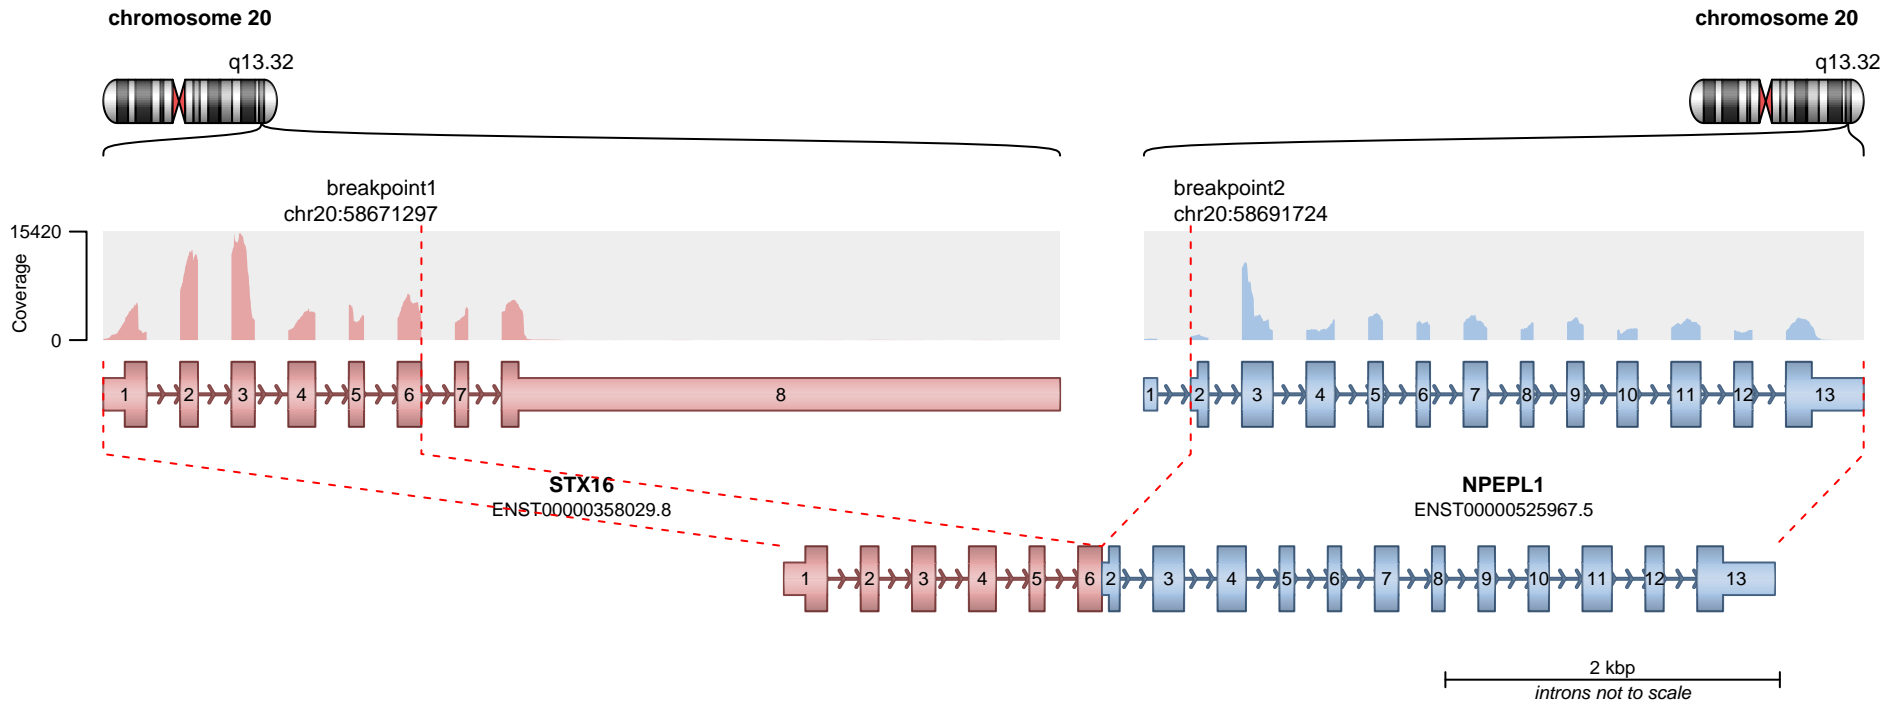 chromosome 20
chromosome 20
q13.32
q13.32
breakpoint1
chr20:58671297
breakpoint2
chr20:58691724
15420
Coverage
0
1 2 3 4 5 6 7 8
1 2 3 4 5 6 7 8 9 10 11 12 13
STX16
ENST00000358029.8
NPEPL1
ENST00000525967.5
1 2 3 4 5 6 2 3 4 5 6 7 8 9 10 11 12 13
2 kbp
introns not to scale